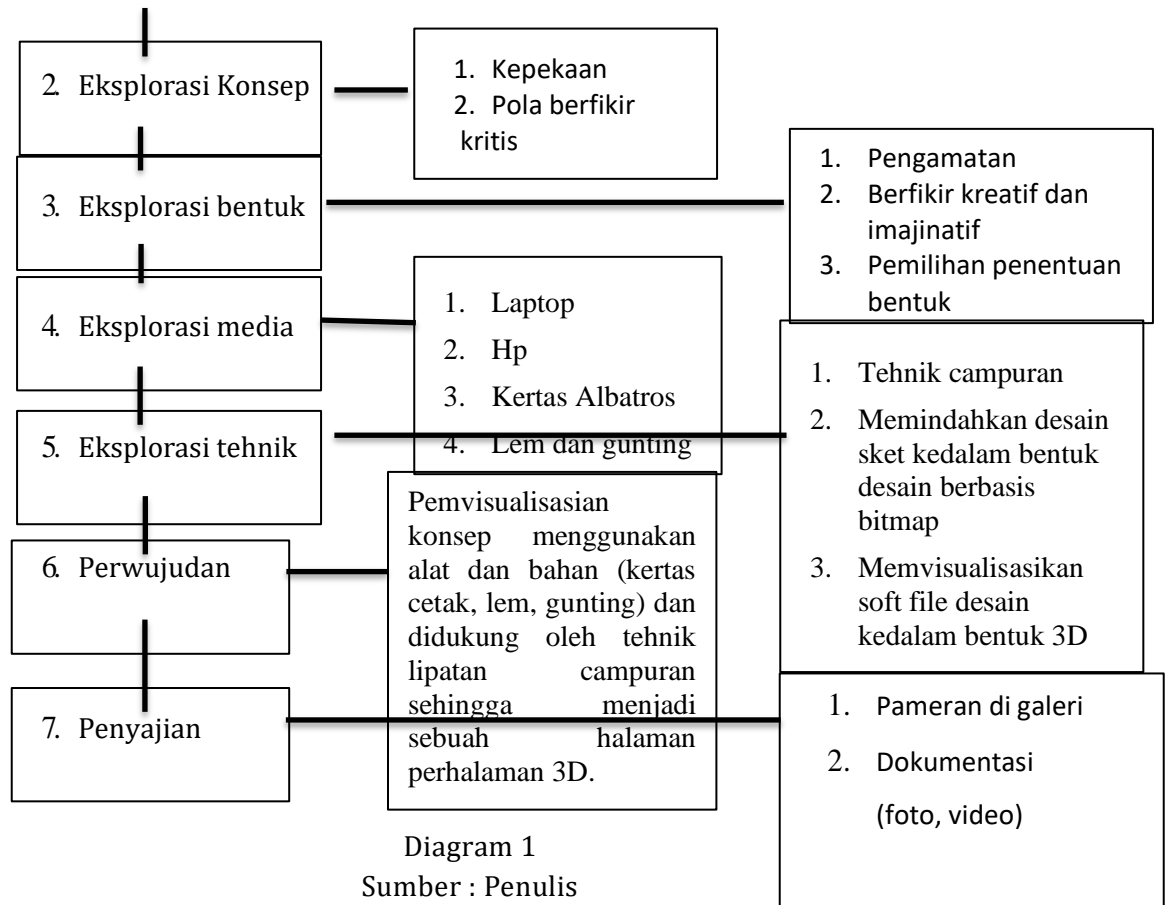 2. Eksplorasi Konsep
1. Kepekaan
2. Pola berfikir
kritis
3. Eksplorasi bentuk
1. Pengamatan
2. Berfikir kreatif dan
imajinatif
3. Pemilihan penentuan
bentuk
4. Eksplorasi media
1. Laptop
2. Hp
3. Kertas Albatros
4. Lem dan gunting
5. Eksplorasi tehnik
1. Tehnik campuran
2. Memindahkan desain
sket kedalam bentuk
desain berbasis
bitmap
3. Memvisualisasikan
soft file desain
kedalam bentuk 3D
6. Perwujudan
Pemvisualisasian
konsep menggunakan
alat dan bahan (kertas
cetak, lem, gunting) dan
didukung oleh tehnik
lipatan campuran
sehingga menjadi
sebuah halaman
perhalaman 3D.
7. Penyajian
1. Pameran di galeri
2. Dokumentasi
(foto, video)
Diagram 1
Sumber : Penulis